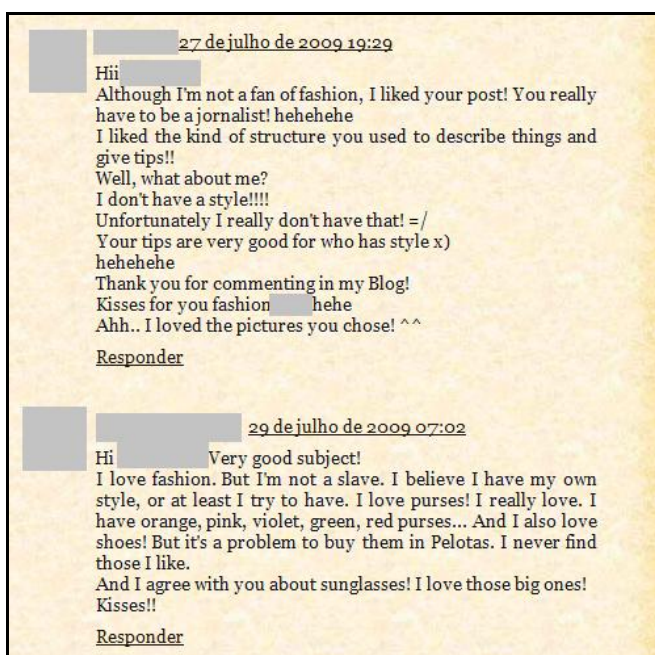 27 de julho de 2009 19:29
Hii
Although I'm not a fan of fashion, I liked your post! You really
have to be a jornalist! hehehehe
I liked the kind of structure you used to describe things and
give tips!!
Well, what about me?
I don't have a style!!!!
Unfortunately I really don't have that! =/
Your tips are very good for who has style x)
hehehehe
Thank you for commenting in my Blog!
Kisses for you fashion hehe
Ahh.. I loved the pictures you chose! ^^
Responder
29 de julho de 2009 07:02
Hi Very good subject!
I love fashion. But I'm not a slave. I believe I have my own
style, or at least I try to have. I love purses! I really love. I
have orange, pink, violet, green, red purses... And I also love
shoes! But it's a problem to buy them in Pelotas. I never find
those I like.
And I agree with you about sunglasses! I love those big ones!
Kisses!!
Responder